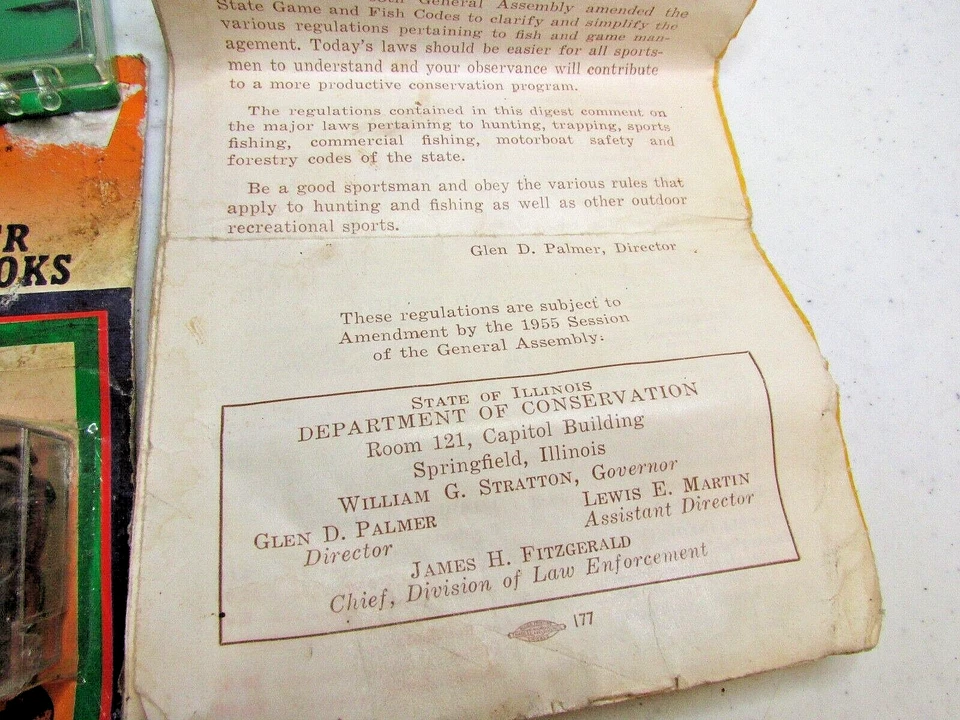 General Assembly amended the
State Game and Fish Codes to clarify and simplify the
various regulations pertaining to fish and game man-
agement. Today's laws should be easier for all sports-
men to understand and your observance will contribute
to a more productive conservation program.
The regulations contained in this digest comment on
the major laws pertaining to hunting, trapping, sports
fishing, commercial fishing, motorboat safety and
forestry codes of the state.
Be a good sportsman and obey the various rules that
apply to hunting and fishing as well as other outdoor
recreational sports.
Glen D. Palmer, Director
These regulations are subject to
Amendment by the 1955 Session
of the General Assembly.
STATE OF ILLINOIS
DEPARTMENT OF CONSERVATION
Room 121, Capitol Building
Springfield, Illinois
WILLIAM G. STRATTON, Governor
GLEN D. PALMER
Director
LEWIS E. MARTIN
Assistant Director
JAMES H. FITZGERALD
Chief, Division of Law Enforcement
177
ER
OKS